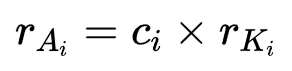 r_{A_i} = c_i × r_{K_i}